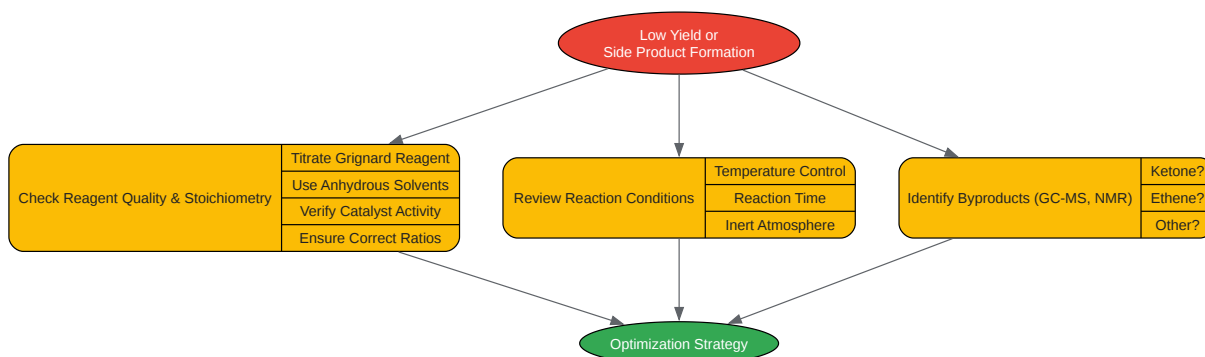 Low Yield or
Side Product Formation
Check Reagent Quality & Stoichiometry
Titrate Grignard Reagent
Use Anhydrous Solvents
Verify Catalyst Activity
Ensure Correct Ratios
Review Reaction Conditions
Temperature Control
Reaction Time
Inert Atmosphere
Identify Byproducts (GC-MS, NMR)
Ketone?
Ethene?
Other?
Optimization Strategy